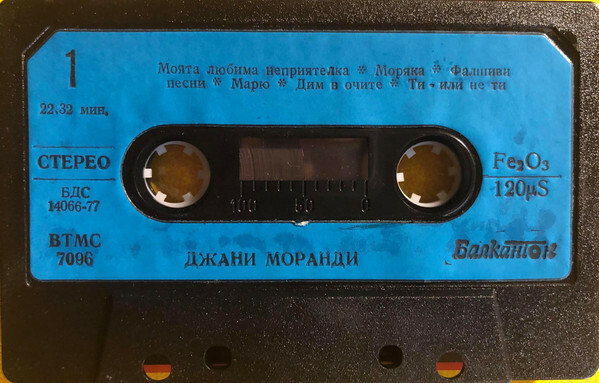 1
Моята любима неприятелка * Моряка * Фалшиви
песни * Марю * Дим в очите * Ти - или не ти
22.32 мин.
СТЕРЕО
БДС
14066-77
ВТМС
7096
Fe₂O₃
120µS
100 50 0
ДЖАНИ МОРАНДИ
Балкантон